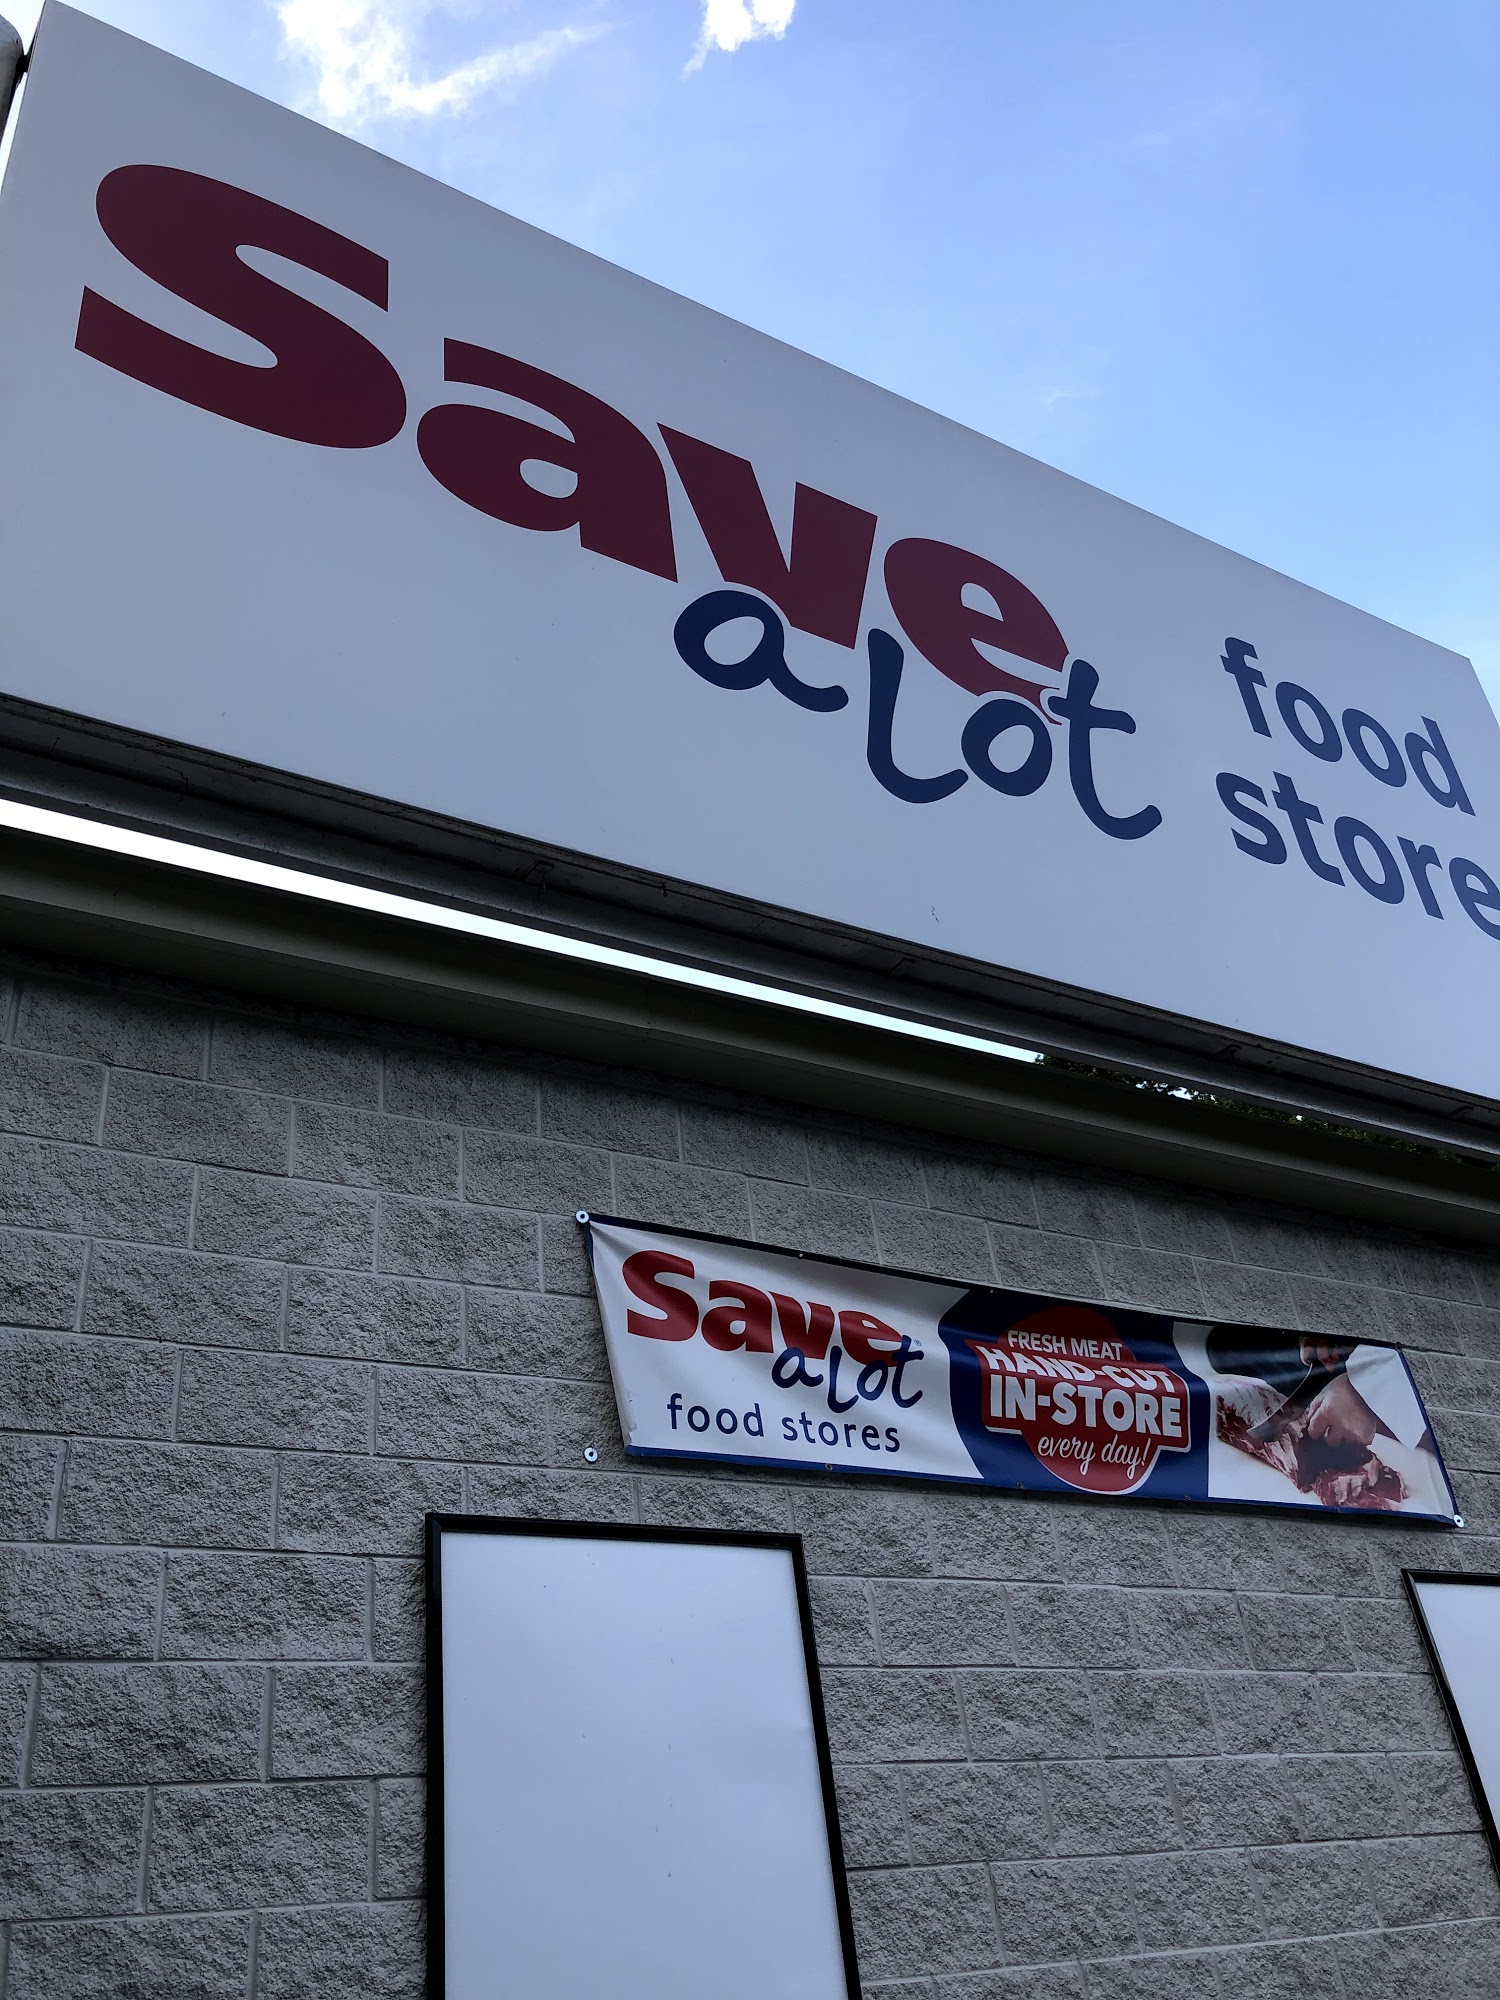 Save
a lot
food
store
Save
a lot
food stores
FRESH MEAT
HAND-CUT
IN-STORE
every day!